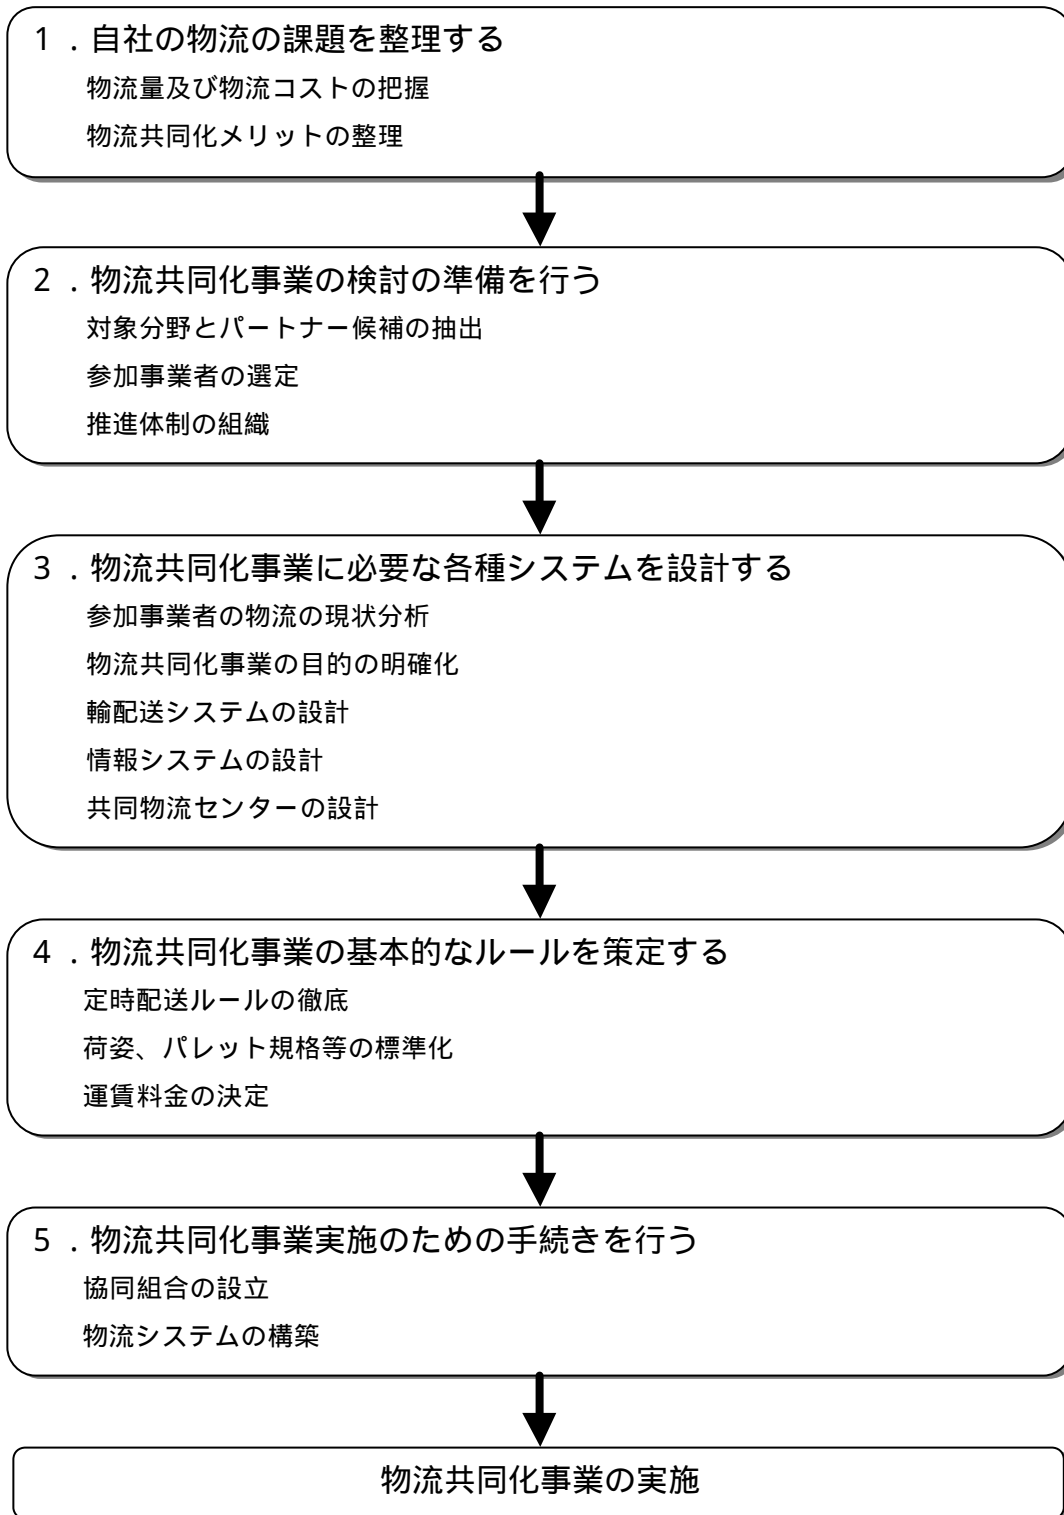 1．自社の物流の課題を整理する
物流量及び物流コストの把握
物流共同化メリットの整理
2．物流共同化事業の検討の準備を行う
対象分野とパートナー候補の抽出
参加事業者の選定
推進体制の組織
3．物流共同化事業に必要な各種システムを設計する
参加事業者の物流の現状分析
物流共同化事業の目的の明確化
輸配送システムの設計
情報システムの設計
共同物流センターの設計
4．物流共同化事業の基本的なルールを策定する
定時配送ルールの徹底
荷姿、パレット規格等の標準化
運賃料金の決定
5．物流共同化事業実施のための手続きを行う
協同組合の設立
物流システムの構築
物流共同化事業の実施